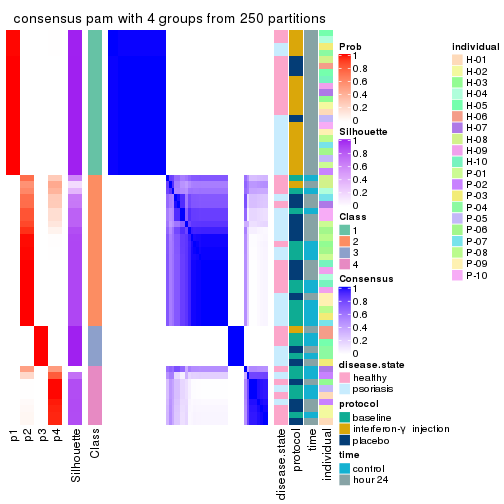 consensus pam with 4 groups from 250 partitions
p1
p2
p3
p4
Silhouette
Class
disease.state
protocol
time
individual
Prob
1
0.8
0.6
0.4
0.2
0
Silhouette
1
0.8
0.6
0.4
0.2
0
Class
1
2
3
4
Consensus
1
0.8
0.6
0.4
0.2
0
disease.state
healthy
psoriasis
protocol
baseline
interferon-γ injection
placebo
time
control
hour 24
individual
H-01
H-02
H-03
H-04
H-05
H-06
H-07
H-08
H-09
H-10
P-01
P-02
P-03
P-04
P-05
P-06
P-07
P-08
P-09
P-10